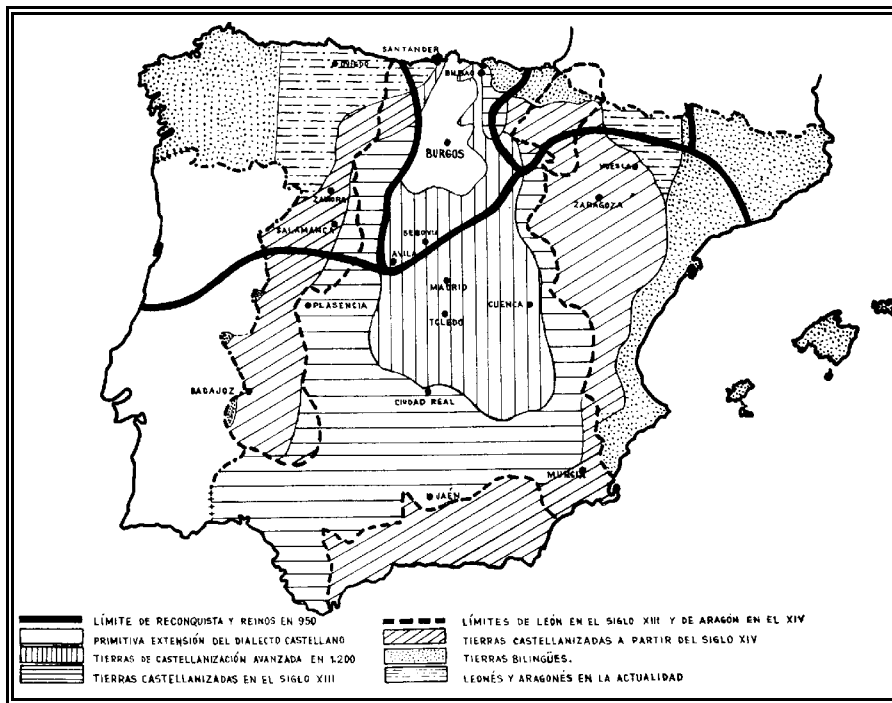 SANTANDER
OVIEDO
BILBAO
BURGOS
HUESCA
ZAMORA
ZARAGOZA
SALAMANCA
SEGOVIA
AVILA
MADRID
PLASENCIA
CUENCA
TOLEDO
BADAJOZ
CIUDAD REAL
MURCIA
JAÉN
LÍMITE DE RECONQUISTA Y REINOS EN 950
PRIMITIVA EXTENSIÓN DEL DIALECTO CASTELLANO
TIERRAS DE CASTELLANIZACIÓN AVANZADA EN 1.200
TIERRAS CASTELLANIZADAS EN EL SIGLO XIII
LÍMITES DE LEÓN EN EL SIGLO XIII Y DE ARAGÓN EN EL XIV
TIERRAS CASTELLANIZADAS A PARTIR DEL SIGLO XIV
TIERRAS BILINGÜES.
LEONÉS Y ARAGONÉS EN LA ACTUALIDAD